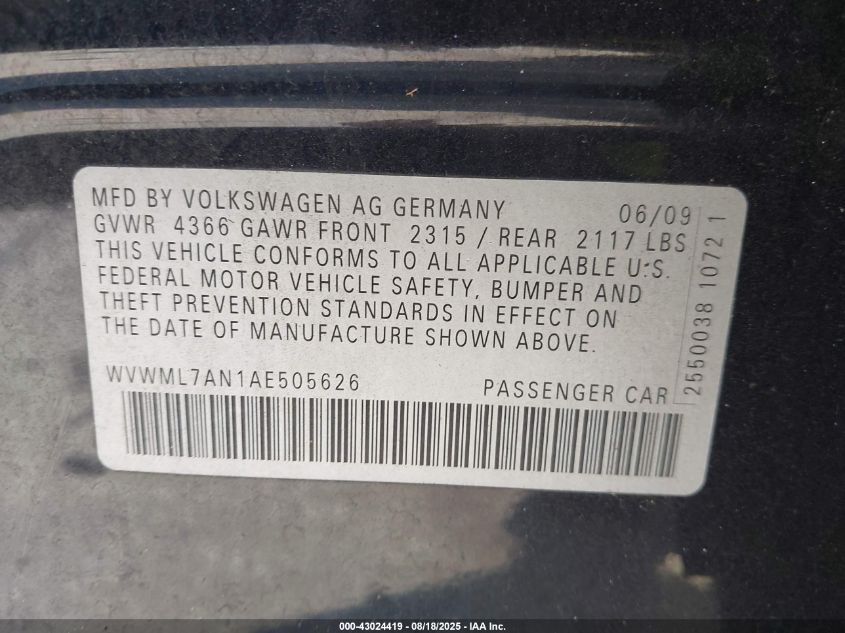 MFD BY VOLKSWAGEN AG GERMANY 06/09
GVWR 4366 GAWR FRONT 2315 / REAR 2117 LBS
THIS VEHICLE CONFORMS TO ALL APPLICABLE U.S.
FEDERAL MOTOR VEHICLE SAFETY, BUMPER AND
THEFT PREVENTION STANDARDS IN EFFECT ON
THE DATE OF MANUFACTURE SHOWN ABOVE.
WVWML7AN1AE505626 PASSENGER CAR
2550038 1072 1
000-43024419 - 08/18/2025 - IAA Inc.